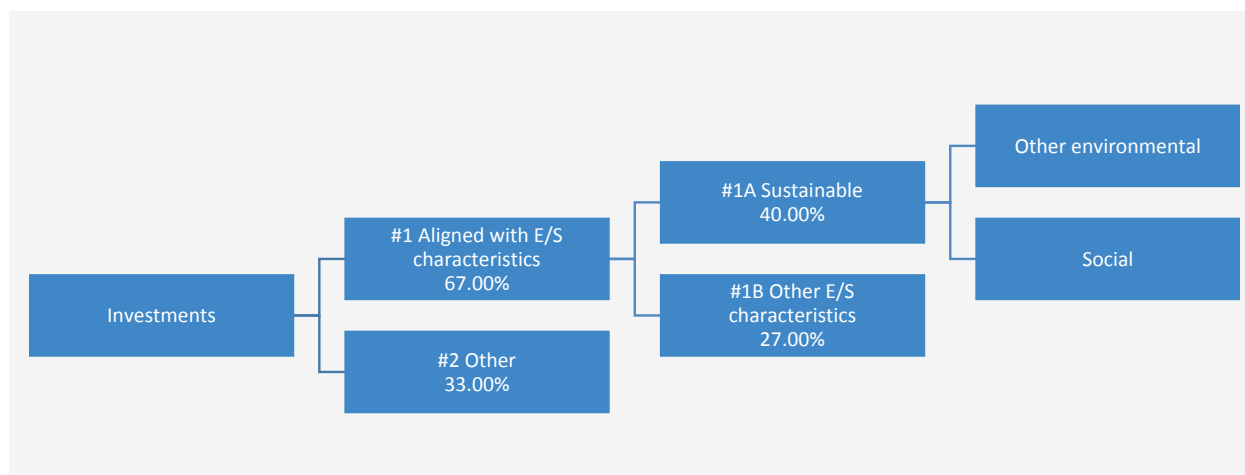 Investments
#1 Aligned with E/S
characteristics
67.00%
#2 Other
33.00%
#1A Sustainable
40.00%
#1B Other E/S
characteristics
27.00%
Other environmental
Social